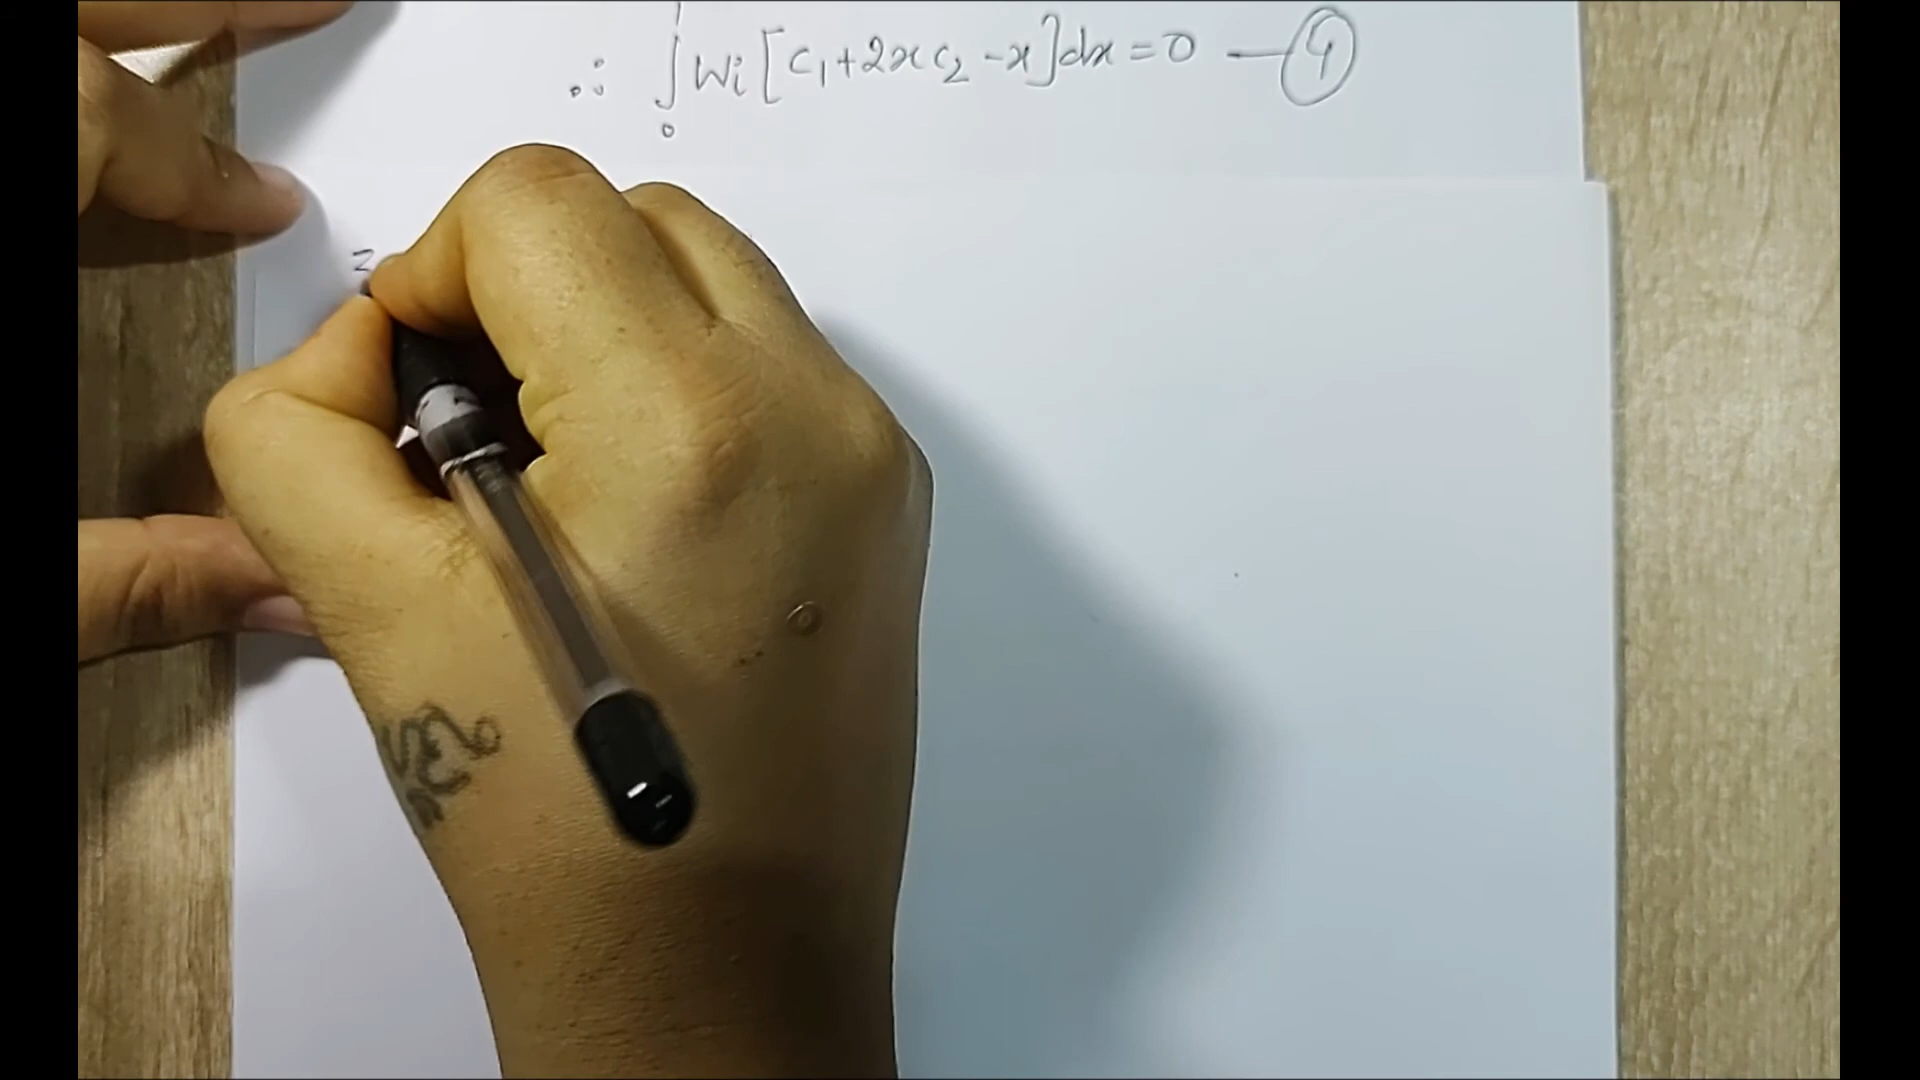 ∴ ∫₀ Wi [c₁+2xc₂ -x]dx = 0 — ④